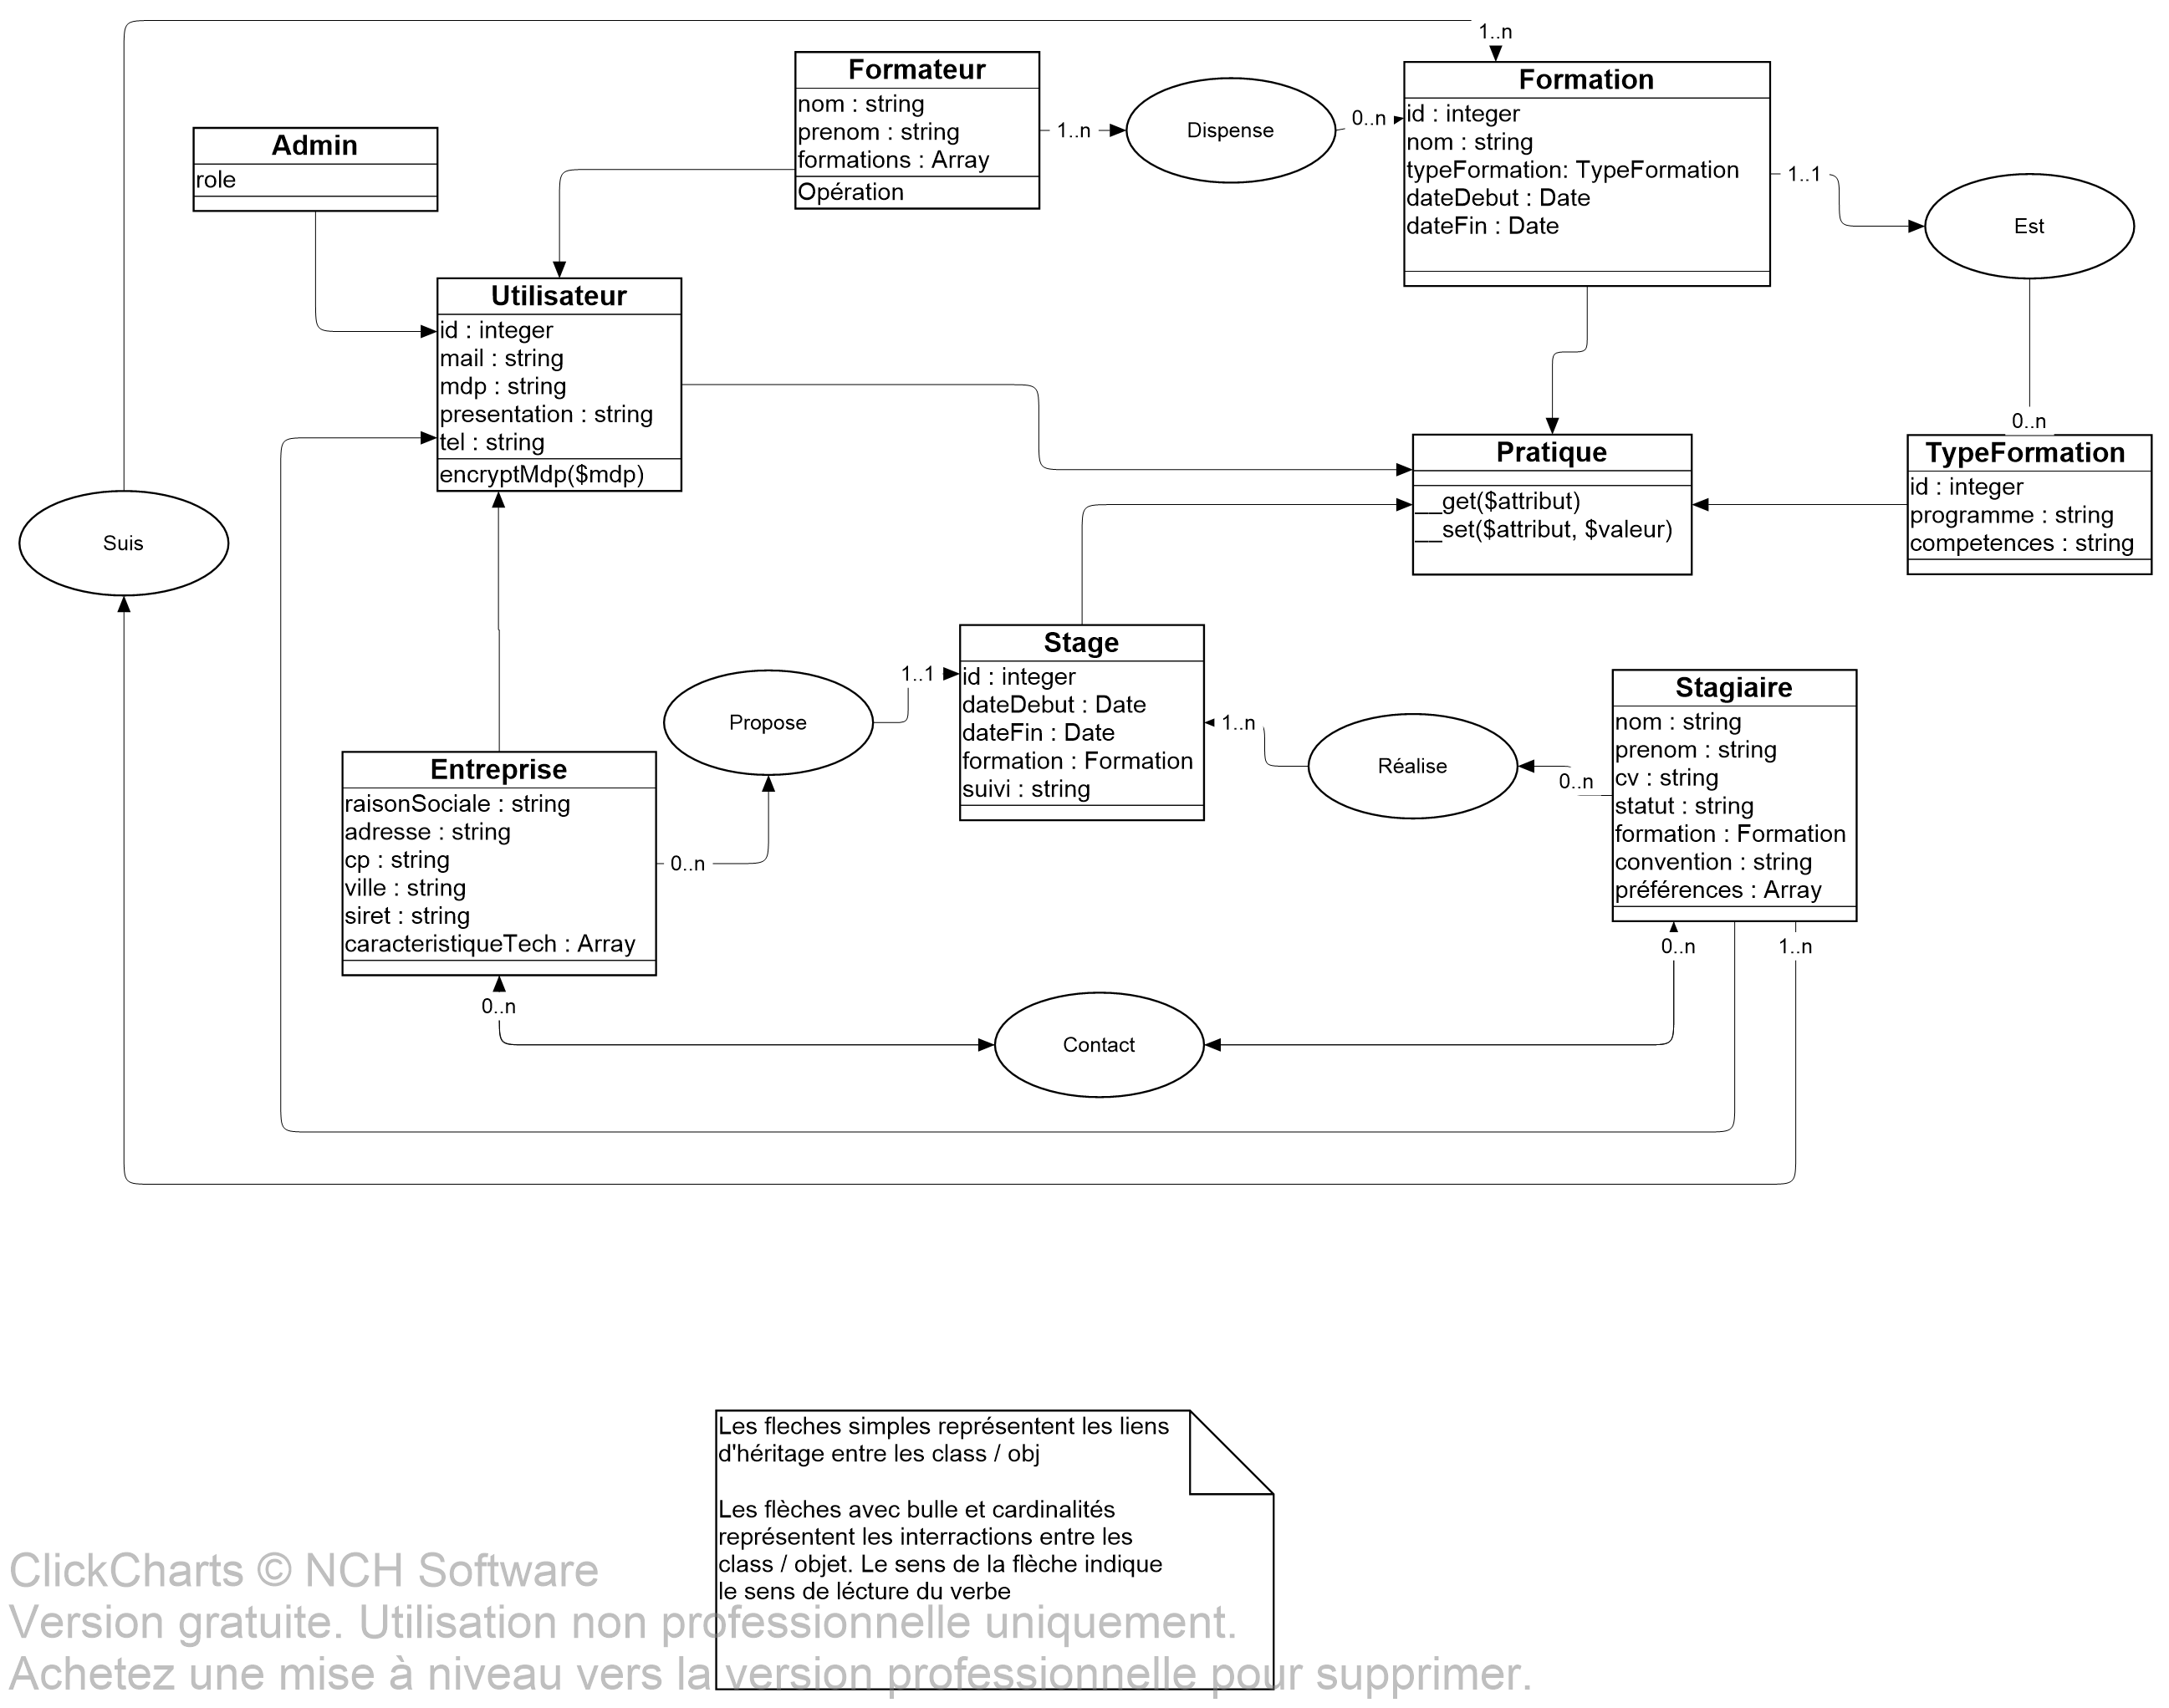 1..n
Formateur
nom : string
prenom : string
formations : Array
Opération
1..n
Dispense
0..n
Formation
id : integer
nom : string
typeFormation: TypeFormation
dateDebut : Date
dateFin : Date
1..1
Est
Admin
role
Utilisateur
id : integer
mail : string
mdp : string
presentation : string
tel : string
encryptMdp($mdp)
0..n
Pratique
__get($attribut)
__set($attribut, $valeur)
TypeFormation
id : integer
programme : string
competences : string
Suis
Stage
id : integer
dateDebut : Date
dateFin : Date
formation : Formation
suivi : string
1..1
Propose
1..n
Réalise
0..n
Stagiaire
nom : string
prenom : string
cv : string
statut : string
formation : Formation
convention : string
préférences : Array
Entreprise
raisonSociale : string
adresse : string
cp : string
ville : string
siret : string
caracteristiqueTech : Array
0..n
0..n
1..n
0..n
Contact
Les fleches simples représentent les liens
d'héritage entre les class / obj
Les flèches avec bulle et cardinalités
représentent les interractions entre les
class / objet. Le sens de la flèche indique
le sens de lécture du verbe
ClickCharts © NCH Software
Version gratuite. Utilisation non professionnelle uniquement.
Achetez une mise à niveau vers la version professionnelle pour supprimer.